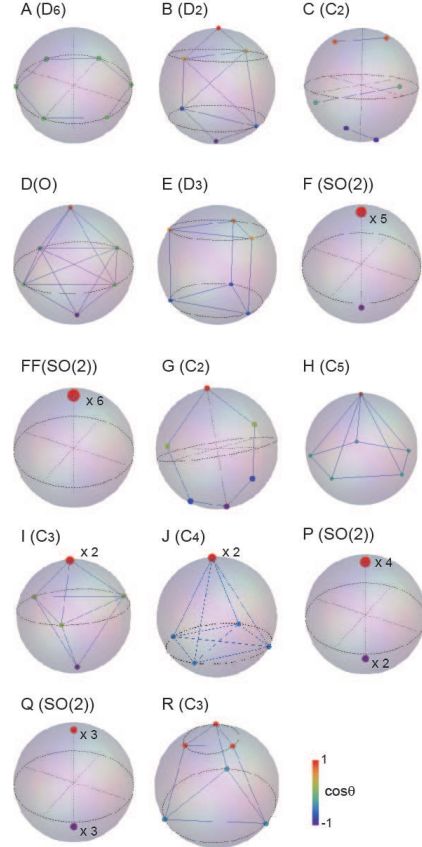 A (D6) B (D2) C (C2)
D(O) E (D3) F (SO(2))
x 5
FF(SO(2)) G (C2) H (C5)
x 6
I (C3) J (C4) P (SO(2))
x 2 x 2 x 4
x 2
Q (SO(2)) R (C3)
x 3
1
cosθ
x 3
-1